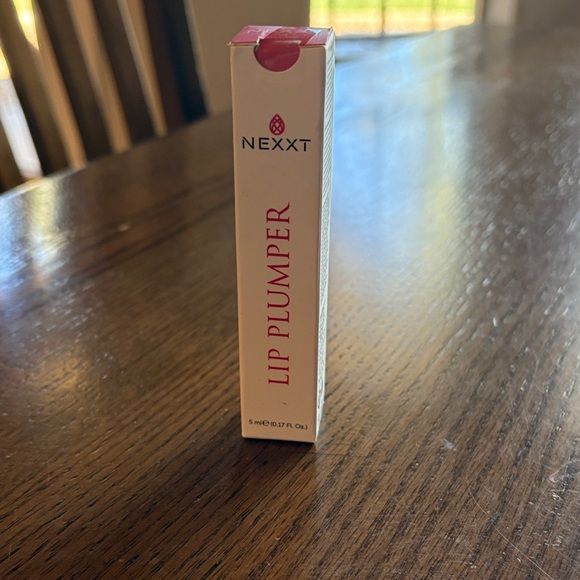 NEXXT
LIP PLUMPER
5 ml℮ (0.17 Fl. Oz.)